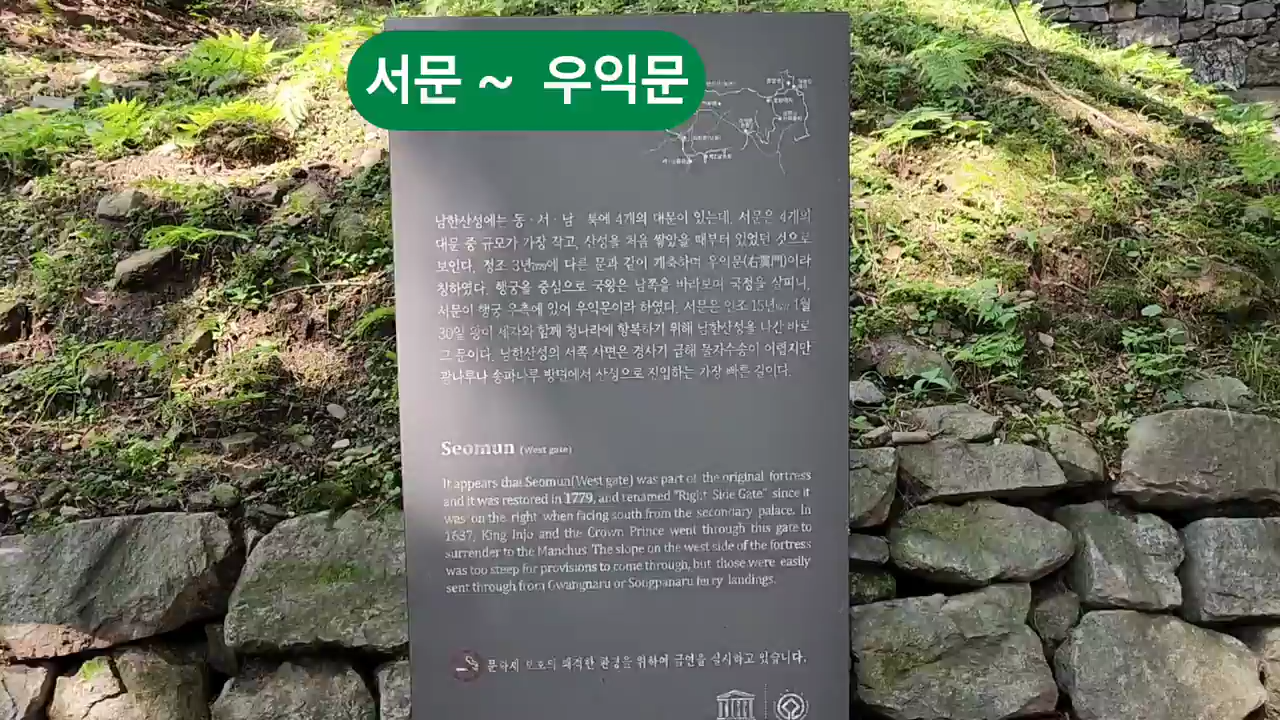 서문 ~ 우익문
남한산성에는 동·서·남 북에 4개의 대문이 있는데, 서문은 4개의
대문 중 규모가 가장 작고, 산성을 처음 쌓았을 때부터 있었던 것으로
보인다. 정조 3년1779에 다른 문과 같이 개축하며 우익문(右翼門)이라
칭하였다. 행궁을 중심으로 국왕은 남쪽을 바라보며 국정을 살피니,
서문이 행궁 우측에 있어 우익문이라 하였다. 서문은 인조 15년1637 1월
30일 왕이 세자와 함께 청나라에 항복하기 위해 남한산성을 나간 바로
그 문이다. 남한산성의 서쪽 사면은 경사가 급해 물자수송이 어렵지만
광나루나 송파나루 방면에서 산성으로 진입하는 가장 빠른 길이다.
Seomun (West gate)
It appears that Seomun(West gate) was part of the original fortress
and it was restored in 1779, and renamed "Right Side Gate" since it
was on the right when facing south from the secondary palace. In
1637, King Injo and the Crown Prince went through this gate to
surrender to the Manchus. The slope on the west side of the fortress
was too steep for provisions to come through, but those were easily
sent through from Gwangnaru or Songpanaru ferry landings.
문화재 보호와 쾌적한 환경을 위하여 금연을 실시하고 있습니다.